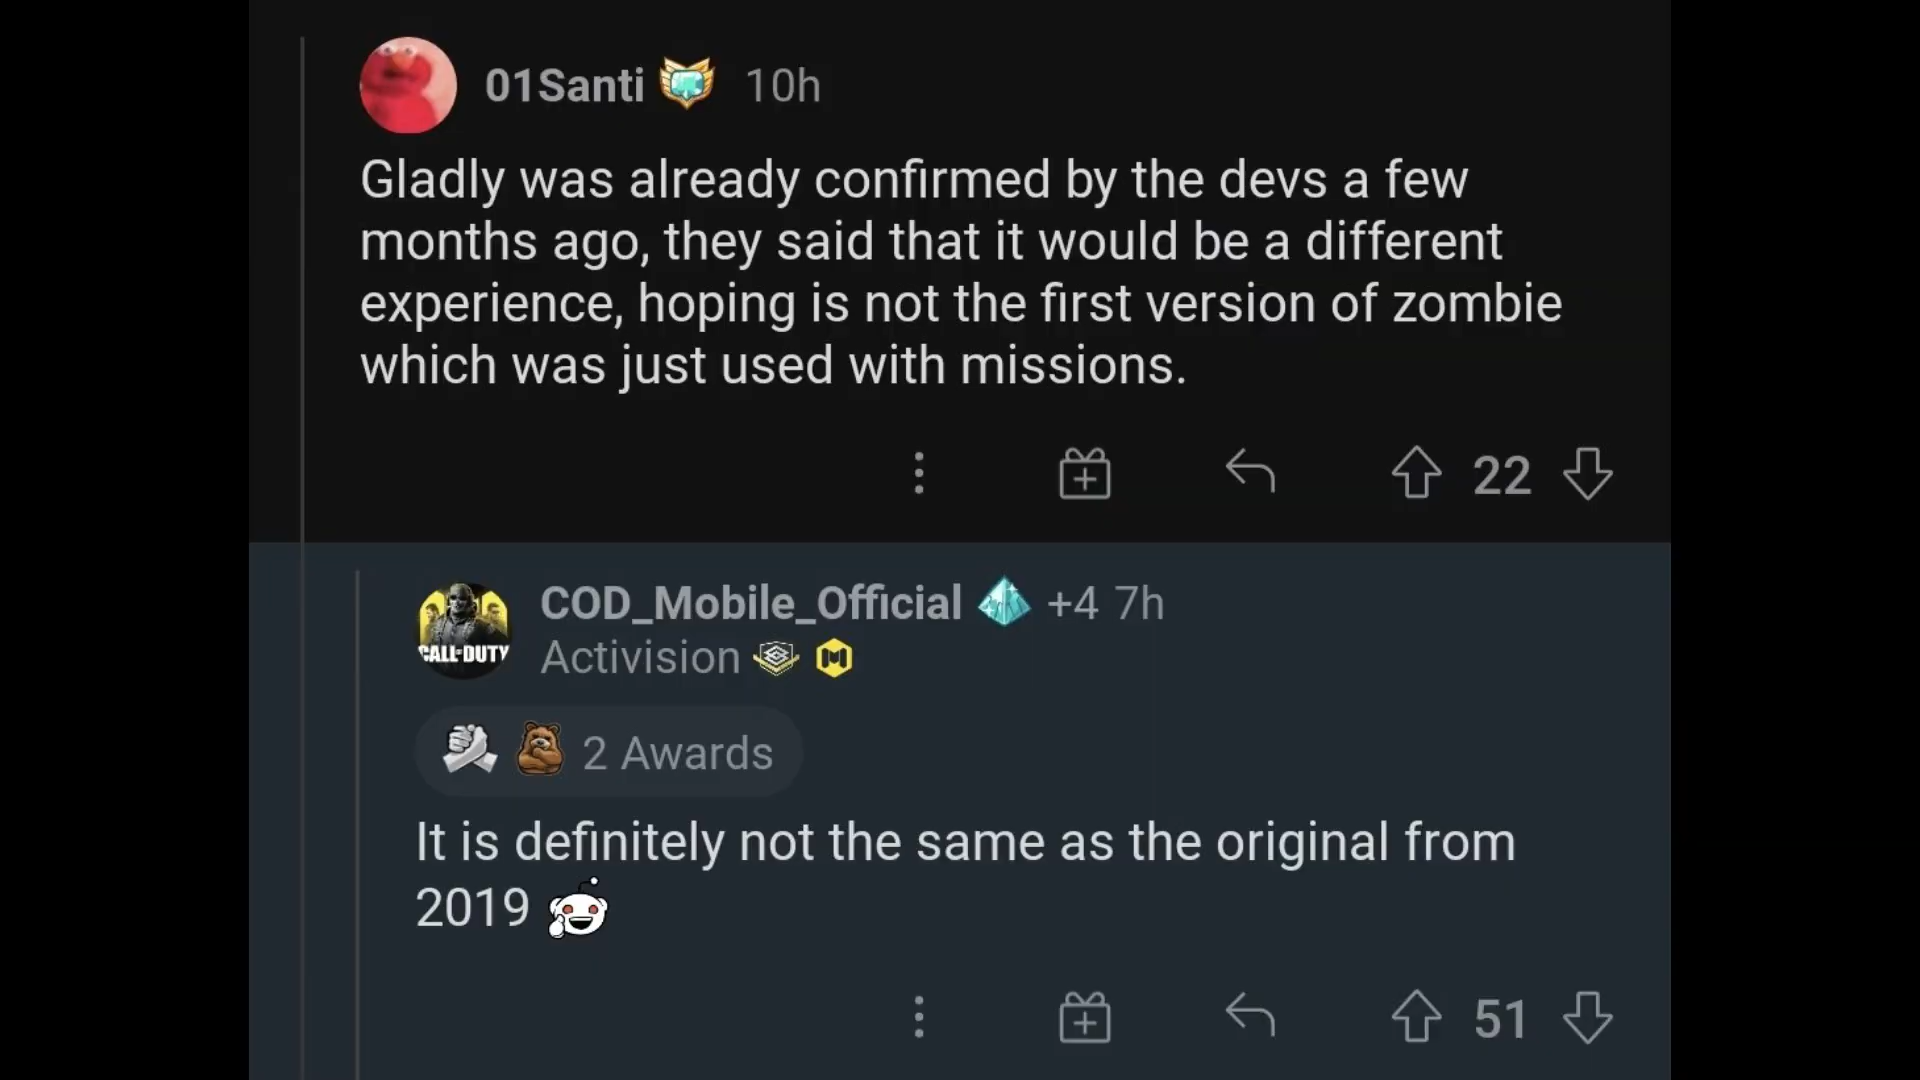 01Santi 10h
Gladly was already confirmed by the devs a few
months ago, they said that it would be a different
experience, hoping is not the first version of zombie
which was just used with missions.
22
COD_Mobile_Official +4 7h
CALL OF DUTY
Activision
2 Awards
It is definitely not the same as the original from
2019
51